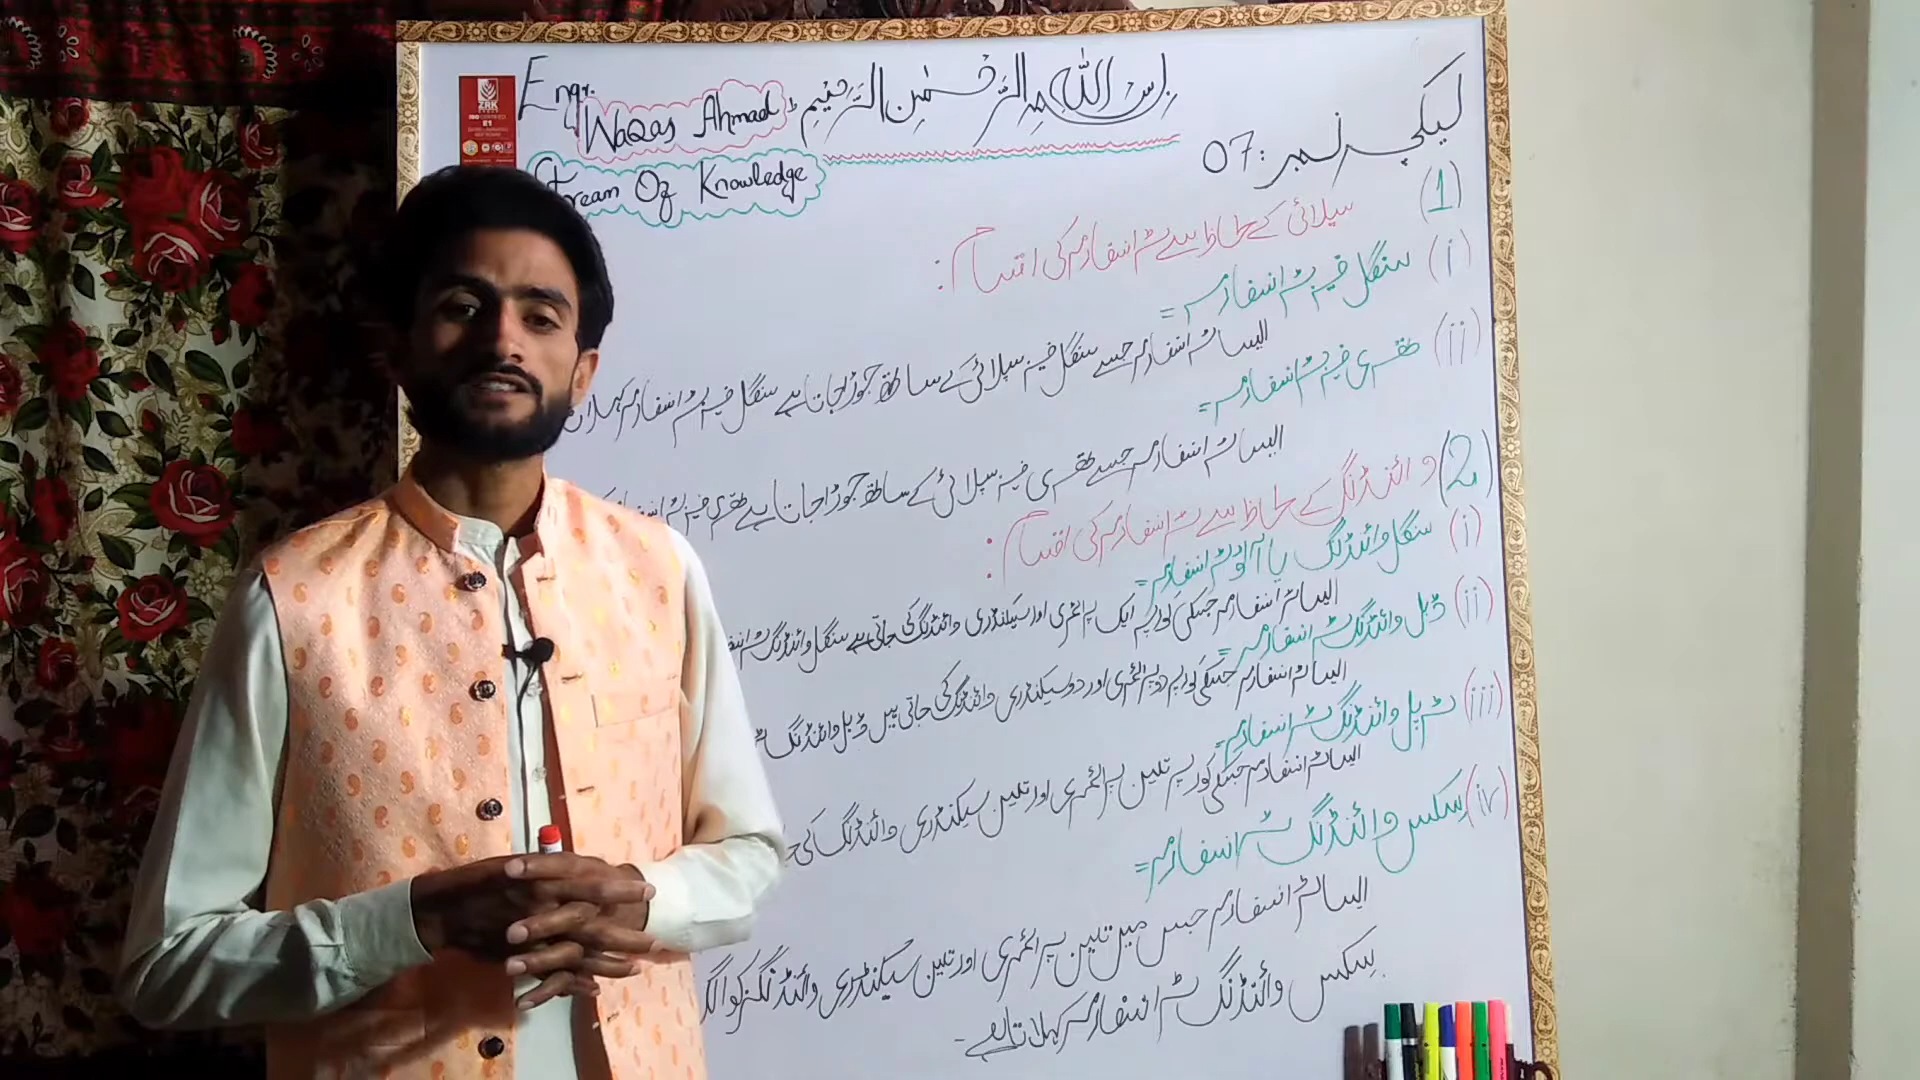 بسم اللہ الرحمٰن الرحیم
Engr.
Waqas Ahmad
Stream Of Knowledge
ZRK
لیکچر نمبر: 07
(1) سپلائی کے لحاظ سے ٹرانسفارمر کی اقسام:
(i) سنگل فیز ٹرانسفارمر =
ایسا ٹرانسفارمر جسے سنگل فیز سپلائی کے ساتھ جوڑا جاتا ہے سنگل فیز ٹرانسفارمر
(ii) تھری فیز ٹرانسفارمر =
ایسا ٹرانسفارمر جسے تھری فیز سپلائی کے ساتھ جوڑا جاتا ہے تھری فیز
(2) وائنڈنگ کے لحاظ سے ٹرانسفارمر کی اقسام:
(i) سنگل وائنڈنگ یا آٹو ٹرانسفارمر =
ایسا ٹرانسفارمر جسکی کور پر ایک پرائمری اور سیکنڈری وائنڈنگ کی جاتی ہے سنگل وائنڈنگ
(ii) ڈبل وائنڈنگ ٹرانسفارمر =
ایسا ٹرانسفارمر جسکی کور پر دو پرائمری اور دو سیکنڈری وائنڈنگ کی جاتی ہیں ڈبل وائنڈنگ
(iii) ٹرپل وائنڈنگ ٹرانسفارمر =
ایسا ٹرانسفارمر جسکی کور پر تین پرائمری اور تین سیکنڈری وائنڈنگ کی
(iv) سِکس وائنڈنگ ٹرانسفارمر =
ایسا ٹرانسفارمر جس میں تین پرائمری اور تین سیکنڈری وائنڈنگز کو
سِکس وائنڈنگ ٹرانسفارمر کہلاتا ہے۔